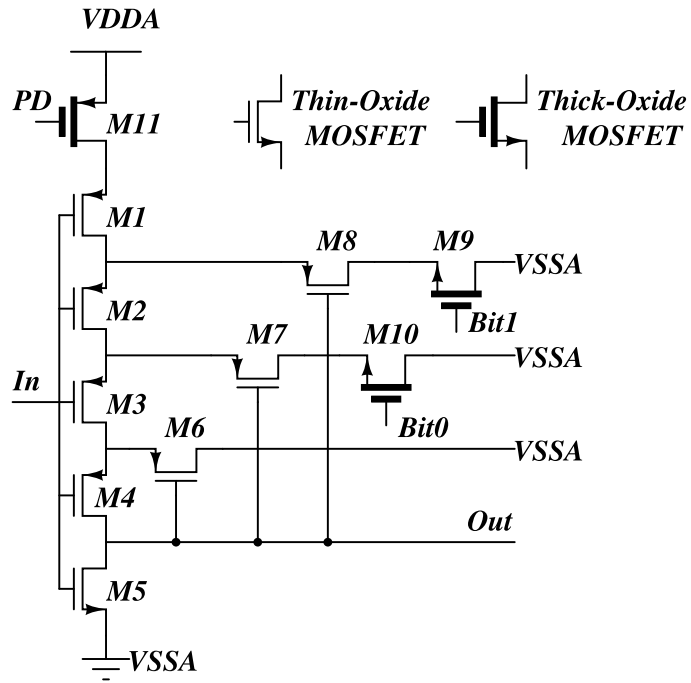 VDDA
PD
M11
Thin-Oxide
MOSFET
Thick-Oxide
MOSFET
M1
M8
M9
VSSA
M2
Bit1
M7
M10
VSSA
In
M3
M6
Bit0
VSSA
M4
Out
M5
VSSA